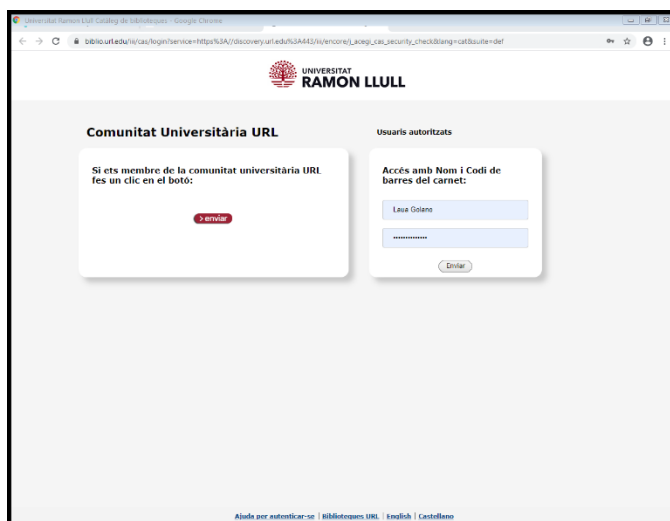 Universitat Ramon Llull Catàleg de biblioteques - Google Chrome
biblio.url.edu/iii/cas/login?service=https%3A//discovery.url.edu%3A443/iii/encore/j_acegi_cas_security_check&lang=cat&suite=def
UNIVERSITAT
RAMON LLULL
Comunitat Universitària URL
Usuaris autoritzats
Si ets membre de la comunitat universitària URL
fes un clic en el botó:
enviar
Accés amb Nom i Codi de
barres del carnet:
Laua Golano
••••••••••••••
Enviar
Ajuda per autenticar-se | Biblioteques URL | English | Castellano